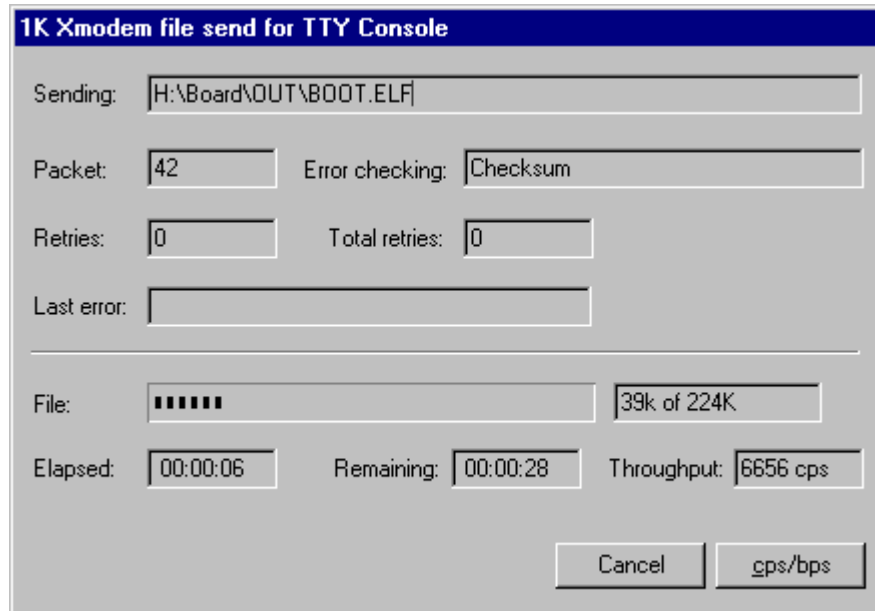 1K Xmodem file send for TTY Console
Sending: H:\Board\OUT\BOOT.ELF
Packet: 42 Error checking: Checksum
Retries: 0 Total retries: 0
Last error:
File: 39k of 224K
Elapsed: 00:00:06 Remaining: 00:00:28 Throughput: 6656 cps
Cancel cps/bps